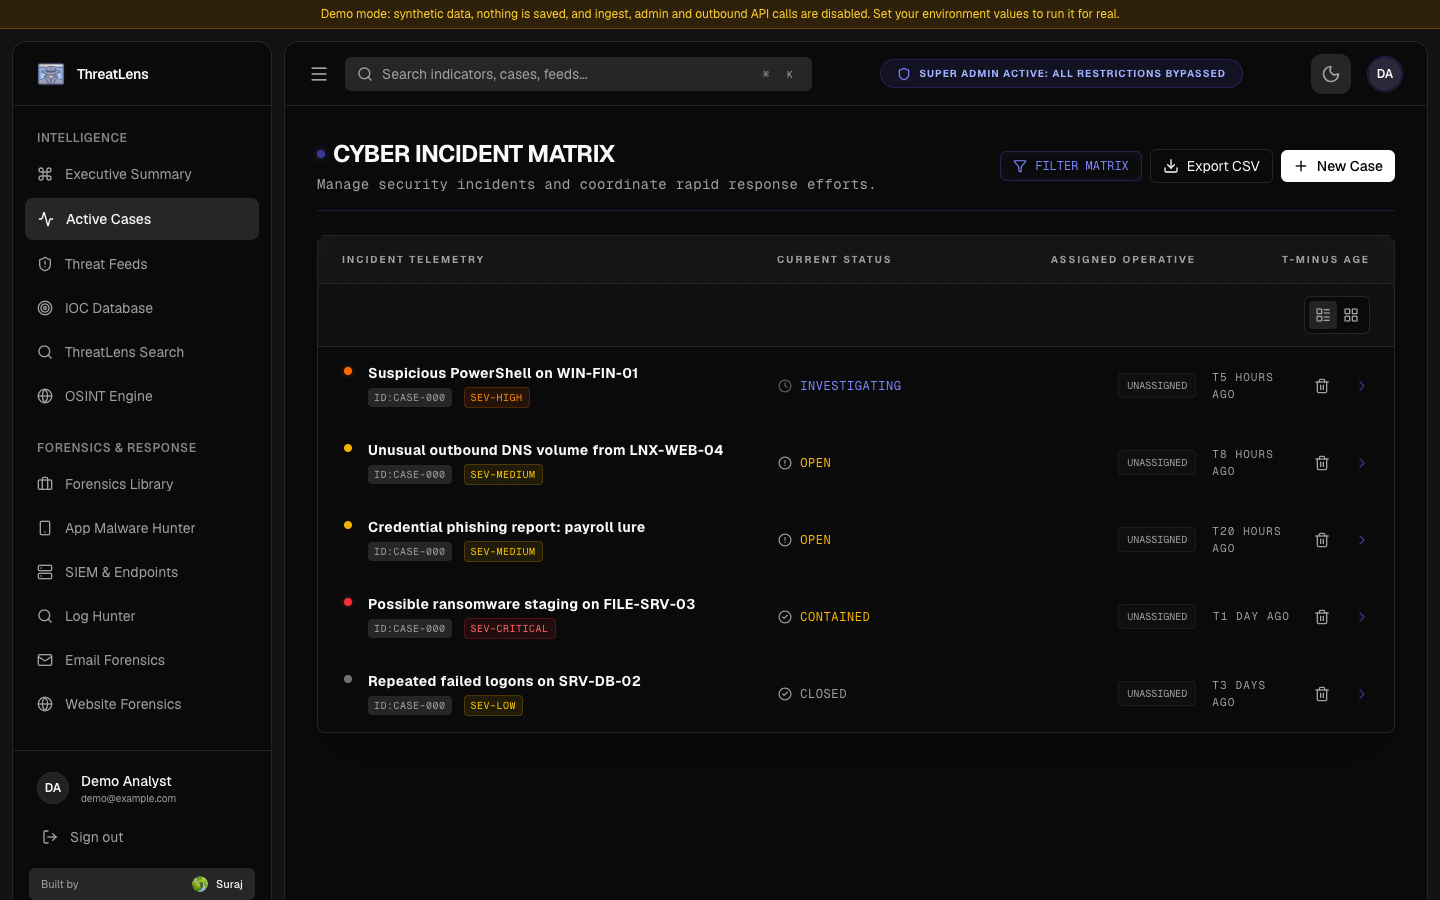 Demo mode: synthetic data, nothing is saved, and ingest, admin and outbound API calls are disabled. Set your environment values to run it for real.
ThreatLens
Search indicators, cases, feeds...
⌘ K
SUPER ADMIN ACTIVE: ALL RESTRICTIONS BYPASSED
DA
INTELLIGENCE
Executive Summary
Active Cases
Threat Feeds
IOC Database
ThreatLens Search
OSINT Engine
FORENSICS & RESPONSE
Forensics Library
App Malware Hunter
SIEM & Endpoints
Log Hunter
Email Forensics
Website Forensics
DA
Demo Analyst
demo@example.com
Sign out
Built by
Suraj
CYBER INCIDENT MATRIX
Manage security incidents and coordinate rapid response efforts.
FILTER MATRIX
Export CSV
New Case
INCIDENT TELEMETRY CURRENT STATUS ASSIGNED OPERATIVE T-MINUS AGE
Suspicious PowerShell on WIN-FIN-01
ID:CASE-000 SEV-HIGH
INVESTIGATING
UNASSIGNED
T5 HOURS
AGO
Unusual outbound DNS volume from LNX-WEB-04
ID:CASE-000 SEV-MEDIUM
OPEN
UNASSIGNED
T8 HOURS
AGO
Credential phishing report: payroll lure
ID:CASE-000 SEV-MEDIUM
OPEN
UNASSIGNED
T20 HOURS
AGO
Possible ransomware staging on FILE-SRV-03
ID:CASE-000 SEV-CRITICAL
CONTAINED
UNASSIGNED
T1 DAY AGO
Repeated failed logons on SRV-DB-02
ID:CASE-000 SEV-LOW
CLOSED
UNASSIGNED
T3 DAYS
AGO